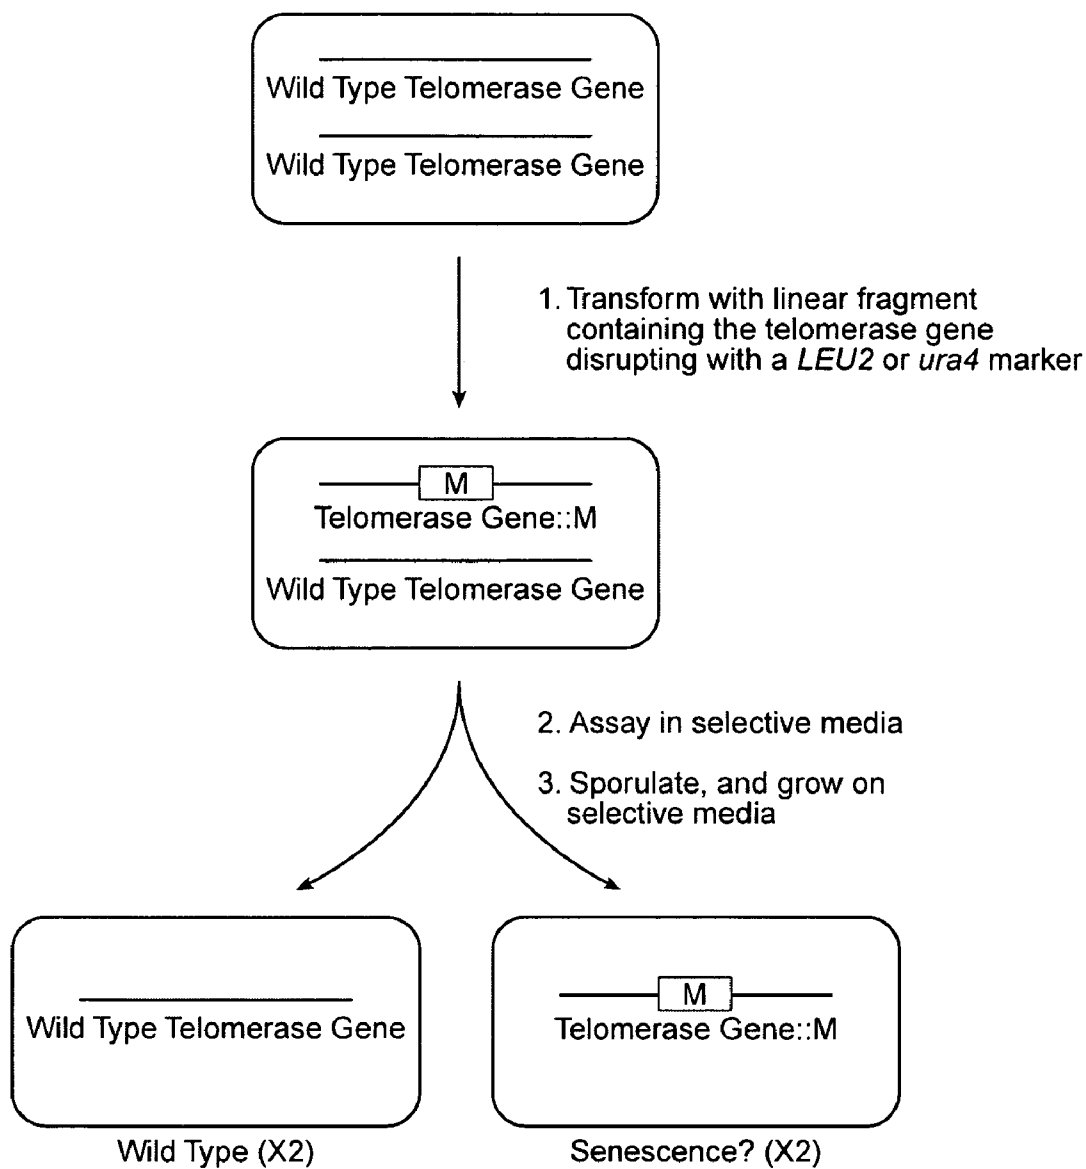 Wild Type Telomerase Gene
Wild Type Telomerase Gene
1. Transform with linear fragment
containing the telomerase gene
disrupting with a LEU2 or ura4 marker
M
Telomerase Gene::M
Wild Type Telomerase Gene
2. Assay in selective media
3. Sporulate, and grow on
selective media
Wild Type Telomerase Gene
Wild Type (X2)
M
Telomerase Gene::M
Senescence? (X2)